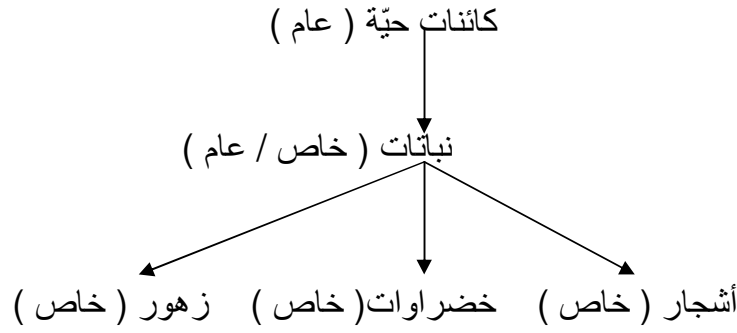 كائنات حيّة ( عام )
نباتات ( خاص / عام )
أشجار ( خاص ) خضراوات( خاص ) زهور ( خاص )